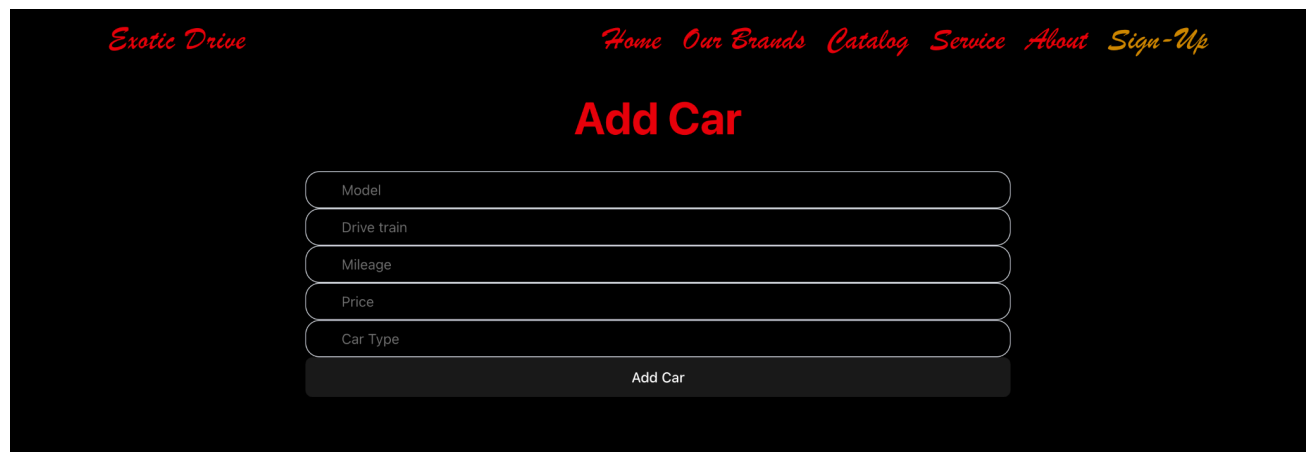 Exotic Drive Home Our Brands Catalog Service About Sign-Up
Add Car
Model
Drive train
Mileage
Price
Car Type
Add Car